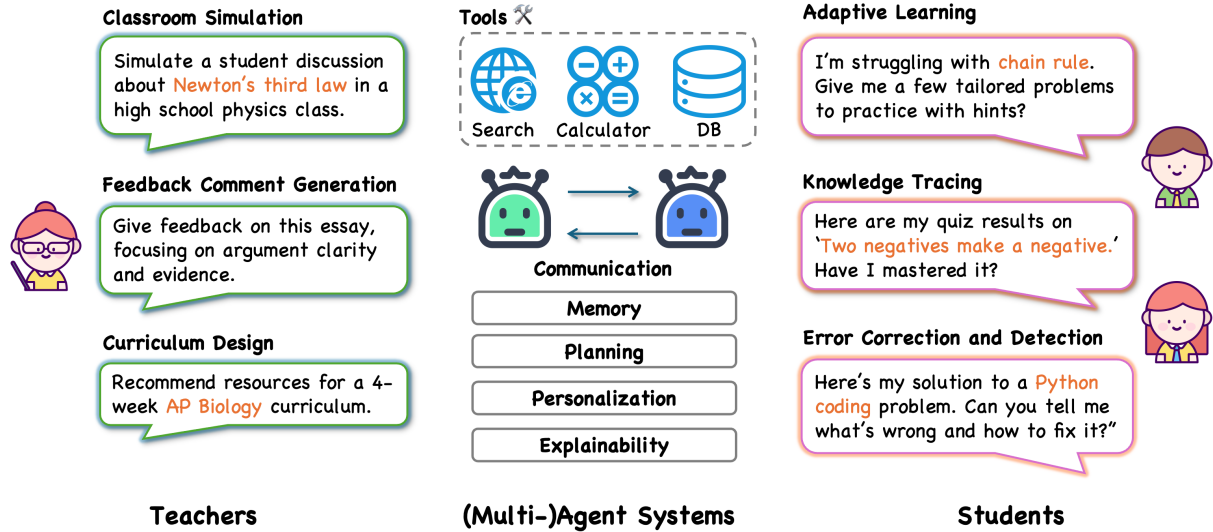 Classroom Simulation
Simulate a student discussion
about Newton's third law in a
high school physics class.
Feedback Comment Generation
Give feedback on this essay,
focusing on argument clarity
and evidence.
Curriculum Design
Recommend resources for a 4-
week AP Biology curriculum.
Teachers
Tools
Search
Calculator
DB
Communication
Memory
Planning
Personalization
Explainability
(Multi-)Agent Systems
Adaptive Learning
I'm struggling with chain rule.
Give me a few tailored problems
to practice with hints?
Knowledge Tracing
Here are my quiz results on
'Two negatives make a negative.'
Have I mastered it?
Error Correction and Detection
Here's my solution to a Python
coding problem. Can you tell me
what's wrong and how to fix it?"
Students